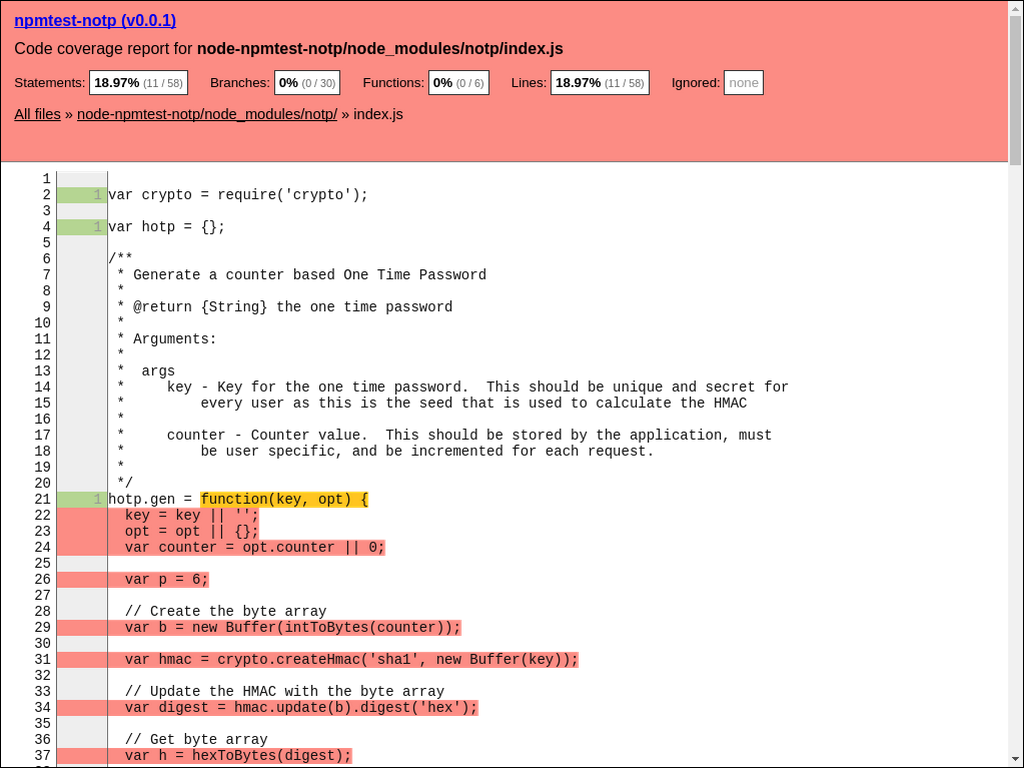 npmtest-notp (v0.0.1)
Code coverage report for node-npmtest-notp/node_modules/notp/index.js
Statements: 18.97% (11 / 58) Branches: 0% (0 / 30) Functions: 0% (0 / 6) Lines: 18.97% (11 / 58) Ignored: none
All files » node-npmtest-notp/node_modules/notp/ » index.js
1
2 1 var crypto = require('crypto');
3
4 1 var hotp = {};
5
6 /**
7  * Generate a counter based One Time Password
8  *
9  * @return {String} the one time password
10  *
11  * Arguments:
12  *
13  *  args
14  *     key - Key for the one time password.  This should be unique and secret for
15  *         every user as this is the seed that is used to calculate the HMAC
16  *
17  *     counter - Counter value.  This should be stored by the application, must
18  *         be user specific, and be incremented for each request.
19  *
20  */
21 1 hotp.gen = function(key, opt) {
22   key = key || '';
23   opt = opt || {};
24   var counter = opt.counter || 0;
25
26   var p = 6;
27
28   // Create the byte array
29   var b = new Buffer(intToBytes(counter));
30
31   var hmac = crypto.createHmac('sha1', new Buffer(key));
32
33   // Update the HMAC with the byte array
34   var digest = hmac.update(b).digest('hex');
35
36   // Get byte array
37   var h = hexToBytes(digest);